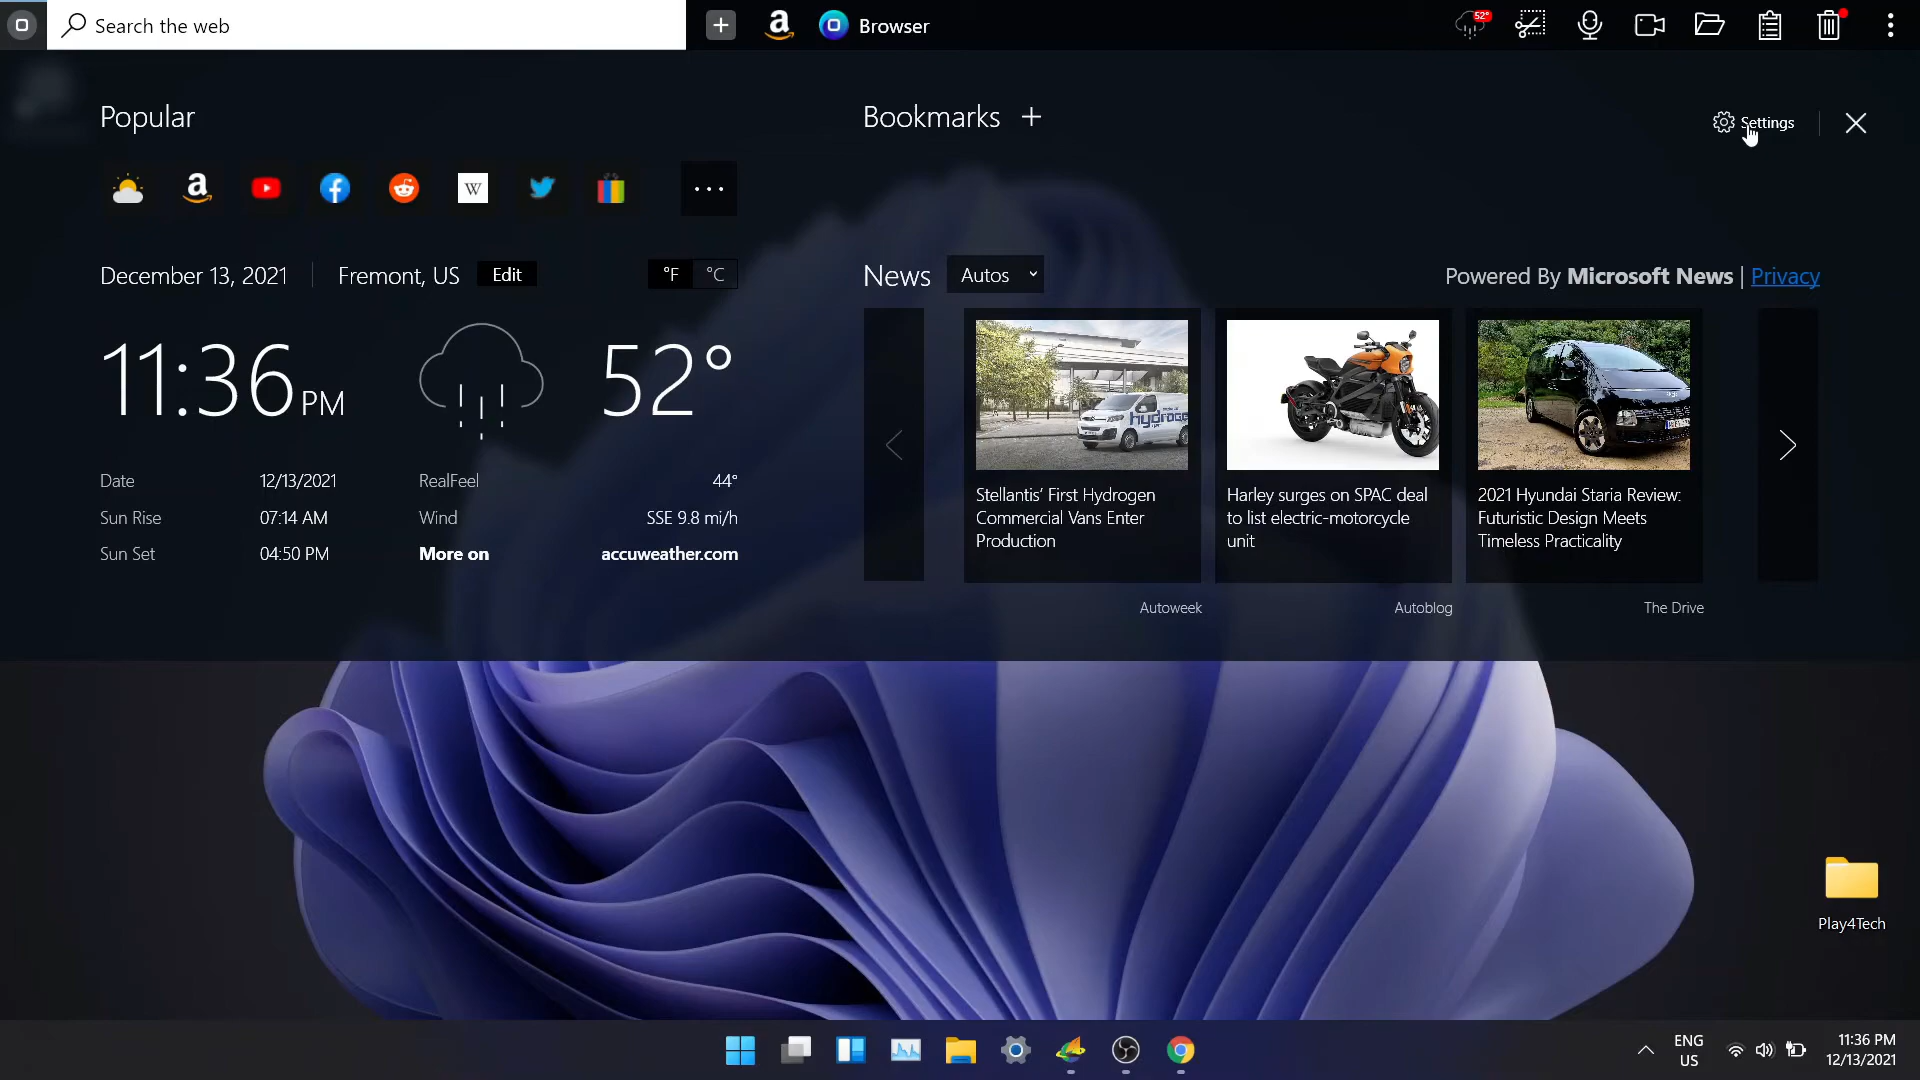 Search the web
Browser
52°
Popular
Bookmarks +
Settings
December 13, 2021
Fremont, US
Edit
°F °C
News
Autos
Powered By Microsoft News | Privacy
11:36 PM
52°
Date 12/13/2021
Sun Rise 07:14 AM
Sun Set 04:50 PM
RealFeel 44°
Wind SSE 9.8 mi/h
More on accuweather.com
hydrogen
Stellantis’ First Hydrogen
Commercial Vans Enter
Production
Autoweek
Harley surges on SPAC deal
to list electric-motorcycle
unit
Autoblog
2021 Hyundai Staria Review:
Futuristic Design Meets
Timeless Practicality
The Drive
Play4Tech
ENG
US
11:36 PM
12/13/2021